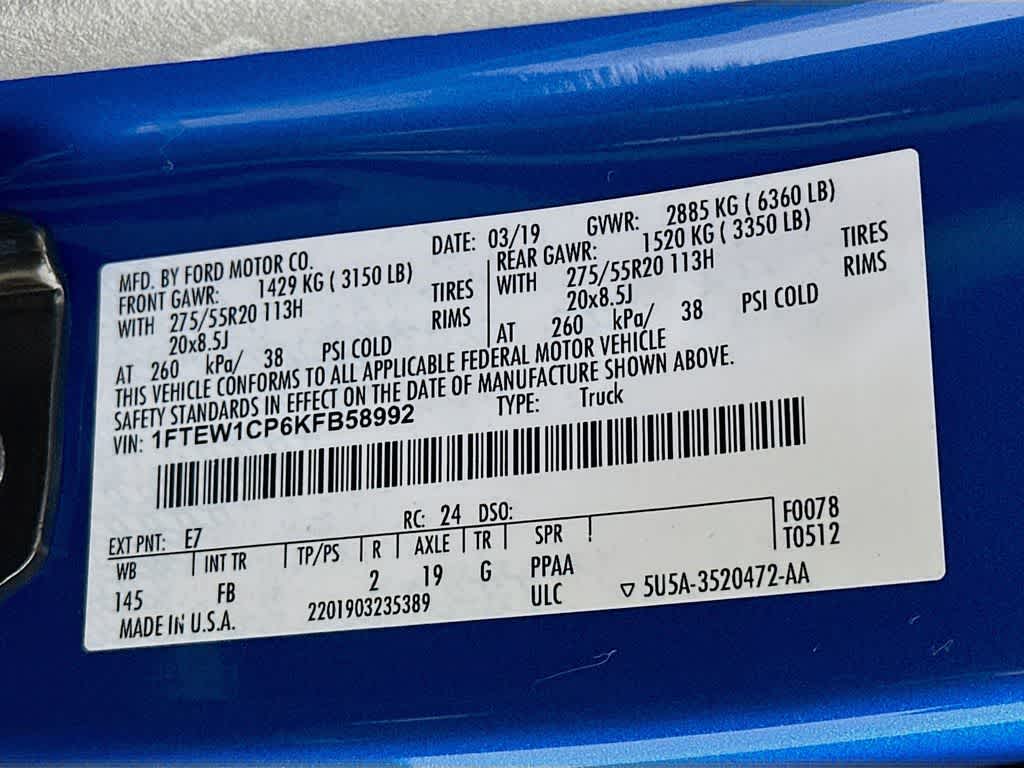 MFD. BY FORD MOTOR CO. DATE: 03/19 GVWR: 2885 KG ( 6360 LB)
FRONT GAWR: 1429 KG ( 3150 LB) REAR GAWR: 1520 KG ( 3350 LB)
WITH 275/55R20 113H TIRES WITH 275/55R20 113H TIRES
20x8.5J RIMS 20x8.5J RIMS
AT 260 kPa/ 38 PSI COLD AT 260 kPa/ 38 PSI COLD
THIS VEHICLE CONFORMS TO ALL APPLICABLE FEDERAL MOTOR VEHICLE
SAFETY STANDARDS IN EFFECT ON THE DATE OF MANUFACTURE SHOWN ABOVE.
VIN: 1FTEW1CP6KFB58992 TYPE: Truck
EXT PNT: E7 RC: 24 DSO: F0078
WB INT TR TP/PS R AXLE TR SPR T0512
145 FB 2 19 G PPAA
MADE IN U.S.A. 2201903235389 ULC ▽ 5U5A-3520472-AA